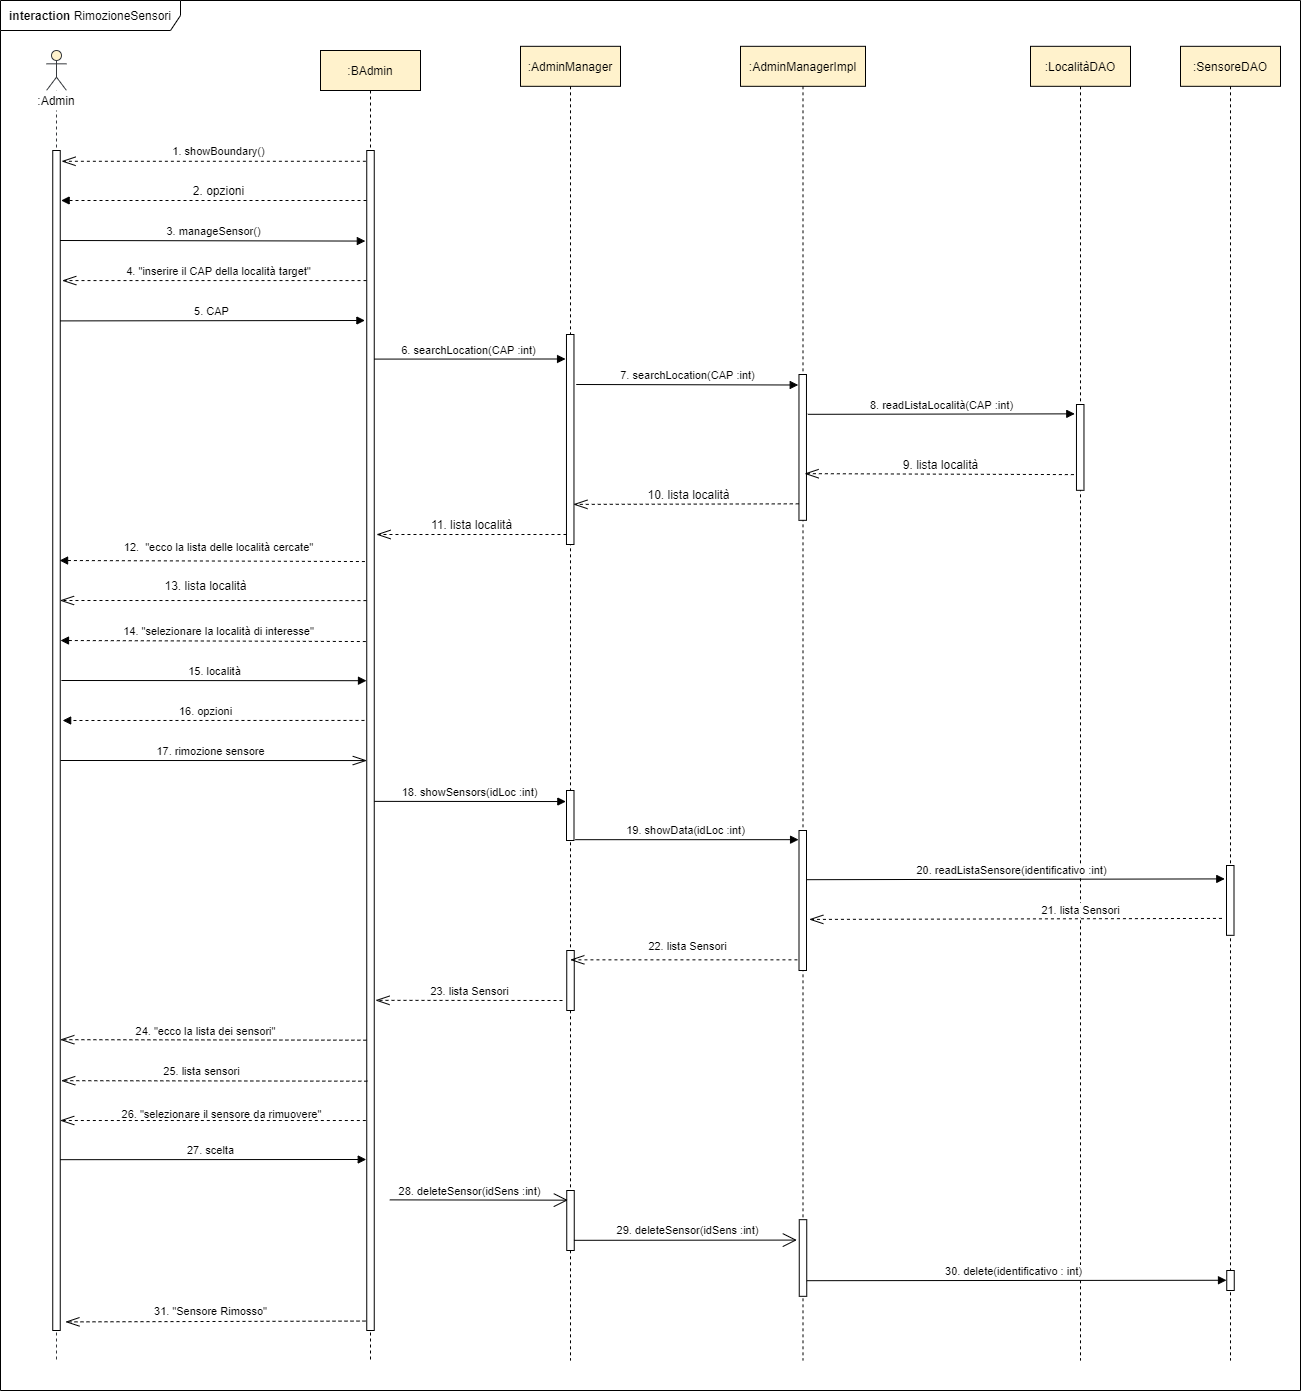 interaction RimozioneSensori
:Admin
:BAdmin
:AdminManager
:AdminManagerImpl
:LocalitàDAO
:SensoreDAO
1. showBoundary()
2. opzioni
3. manageSensor()
4. "inserire il CAP della località target"
5. CAP
6. searchLocation(CAP :int)
7. searchLocation(CAP :int)
8. readListaLocalità(CAP :int)
9. lista località
10. lista località
11. lista località
12. "ecco la lista delle località cercate"
13. lista località
14. "selezionare la località di interesse"
15. località
16. opzioni
17. rimozione sensore
18. showSensors(idLoc :int)
19. showData(idLoc :int)
20. readListaSensore(identificativo :int)
21. lista Sensori
22. lista Sensori
23. lista Sensori
24. "ecco la lista dei sensori"
25. lista sensori
26. "selezionare il sensore da rimuovere"
27. scelta
28. deleteSensor(idSens :int)
29. deleteSensor(idSens :int)
30. delete(identificativo : int)
31. "Sensore Rimosso"